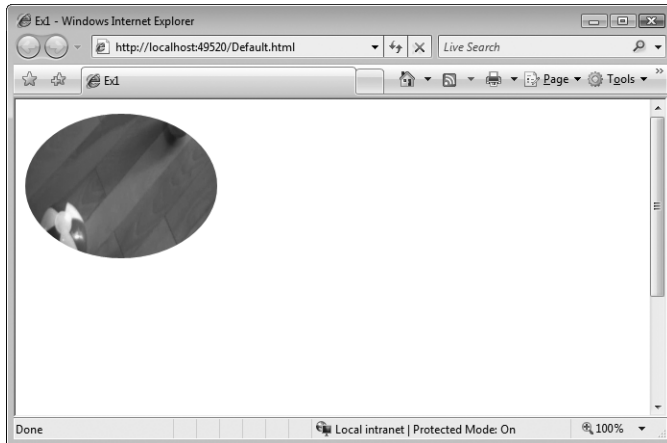 Ex1 - Windows Internet Explorer
http://localhost:49520/Default.html
Live Search
Ex1
Page
Tools
»
Done
Local intranet | Protected Mode: On
100%